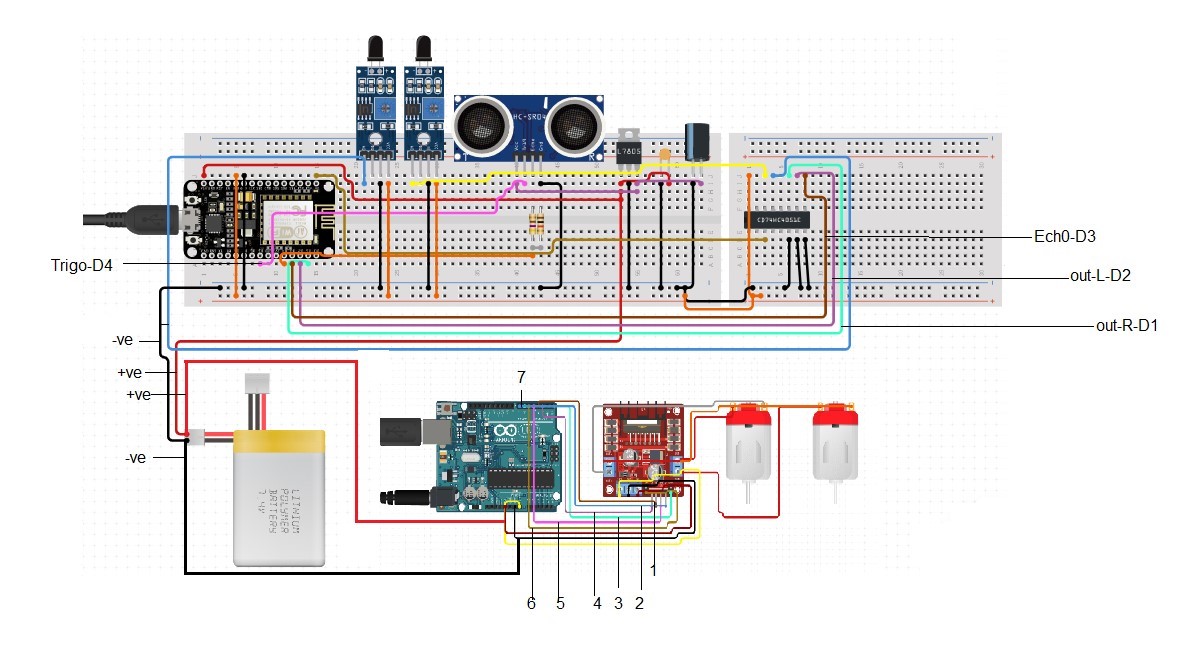 HC-SR04
L7805
CD74HC4051E
Trigo-D4
Ech0-D3
out-L-D2
out-R-D1
-ve
+ve
+ve
-ve
7
LITHIUM
POLYMER
BATTERY
7.4V
1
6 5 4 3 2